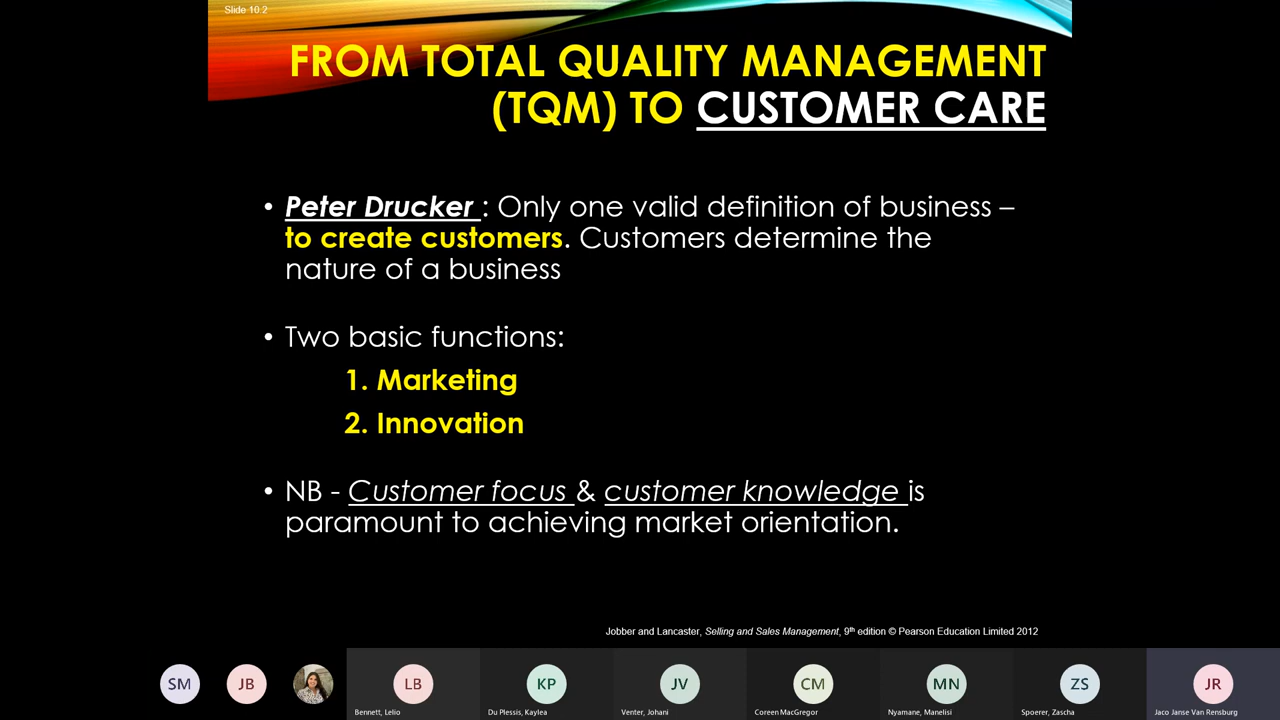 Slide 10.2
FROM TOTAL QUALITY MANAGEMENT
(TQM) TO CUSTOMER CARE
• Peter Drucker : Only one valid definition of business –
to create customers. Customers determine the
nature of a business
• Two basic functions:
1. Marketing
2. Innovation
• NB - Customer focus & customer knowledge is
paramount to achieving market orientation.
Jobber and Lancaster, Selling and Sales Management, 9th edition © Pearson Education Limited 2012
SM JB LB KP JV CM MN ZS JR
Bennett, Lelio Du Plessis, Kaylea Venter, Johani Coreen MacGregor Nyamane, Manelisi Spoerer, Zascha Jaco Janse Van Rensburg